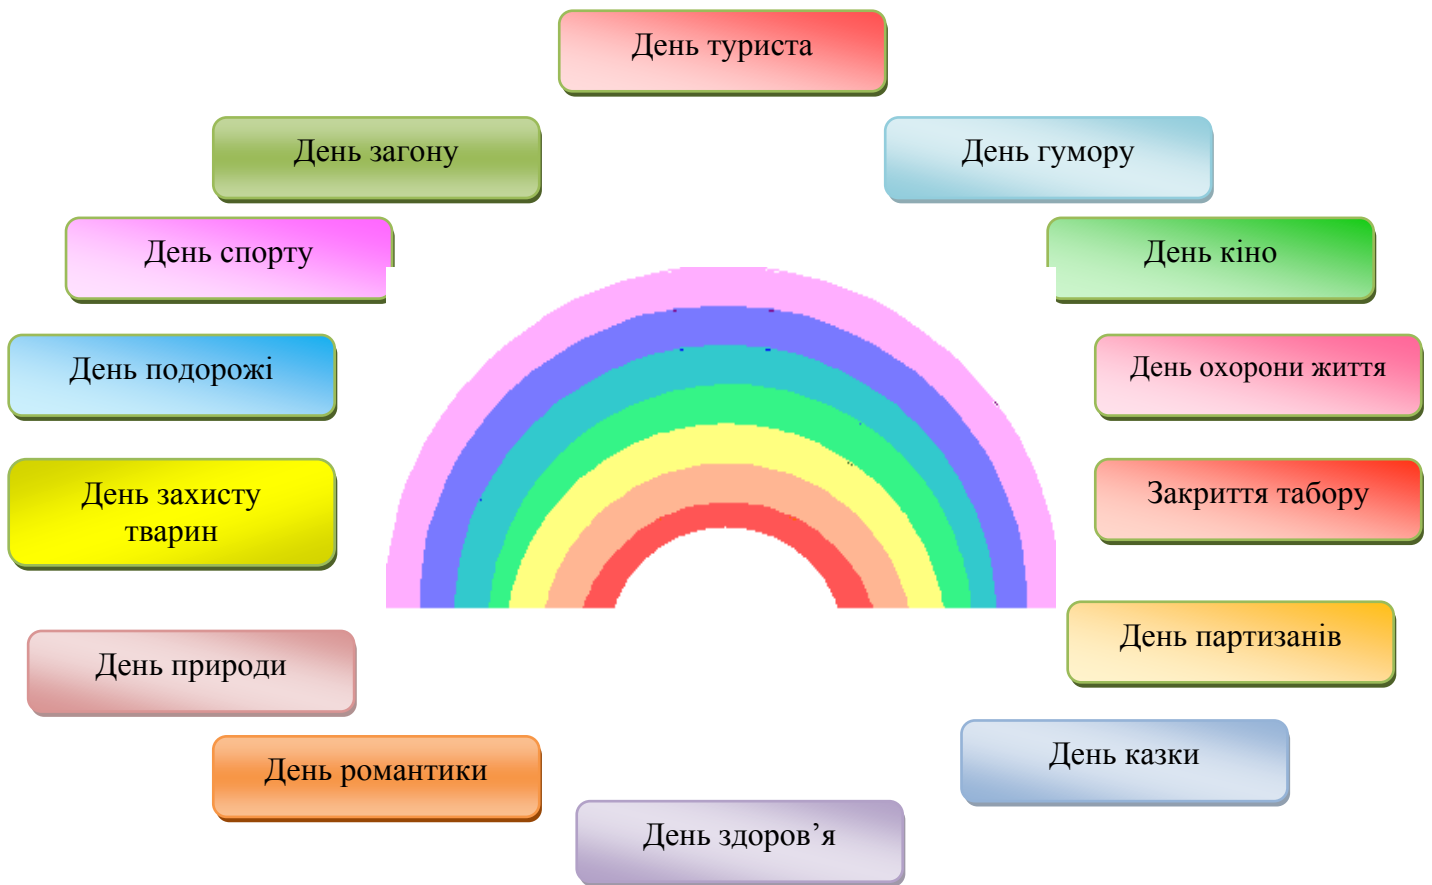 День туриста
День загону
День гумору
День спорту
День кіно
День подорожі
День охорони життя
День захисту
тварин
Закриття табору
День партизанів
День природи
День казки
День романтики
День здоров’я